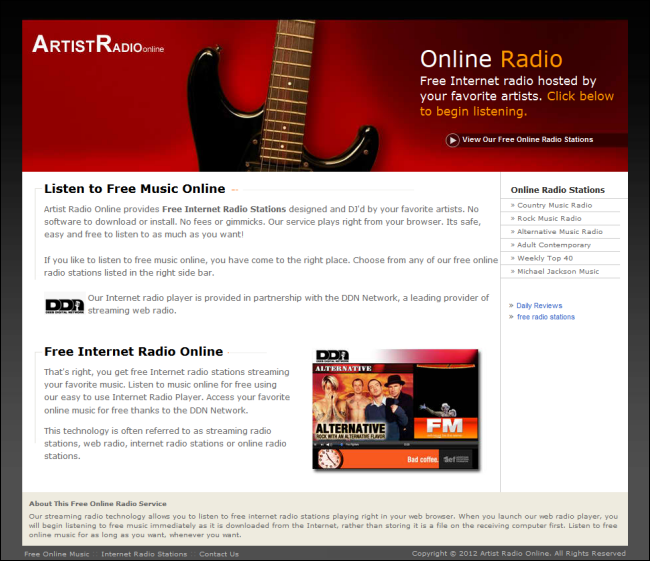 ARTISTRADIOonline
Online Radio
Free Internet radio hosted by
your favorite artists. Click below
to begin listening.
View Our Free Online Radio Stations
Listen to Free Music Online
Artist Radio Online provides Free Internet Radio Stations designed and DJ'd by your favorite artists. No
software to download or install. No fees or gimmicks. Our service plays right from your browser. Its safe,
easy and free to listen to as much as you want!
If you like to listen to free music online, you have come to the right place. Choose from any of our free online
radio stations listed in the right side bar.
DDN
Our Internet radio player is provided in partnership with the DDN Network, a leading provider of
streaming web radio.
Online Radio Stations
» Country Music Radio
» Rock Music Radio
» Alternative Music Radio
» Adult Contemporary
» Weekly Top 40
» Michael Jackson Music
» Daily Reviews
» free radio stations
Free Internet Radio Online
That's right, you get free Internet radio stations streaming
your favorite music. Listen to music online for free using
our easy to use Internet Radio Player. Access your favorite
online music for free thanks to the DDN Network.
This technology is often referred to as streaming radio
stations, web radio, internet radio stations or online radio
stations.
DDN
ALTERNATIVE
ALTERNATIVE
ROCK WITH AN ALTERNATIVE FLAVOR
FM
Bad coffee.
About This Free Online Radio Service
Our streaming radio technology allows you to listen to free internet radio stations playing right in your web browser. When you launch our web radio player, you
will begin listening to free music immediately as it is downloaded from the Internet, rather than storing it is a file on the receiving computer first. Listen to free
online music for as long as you want, whenever you want.
Free Online Music :: Internet Radio Stations :: Contact Us
Copyright © 2012 Artist Radio Online. All Rights Reserved